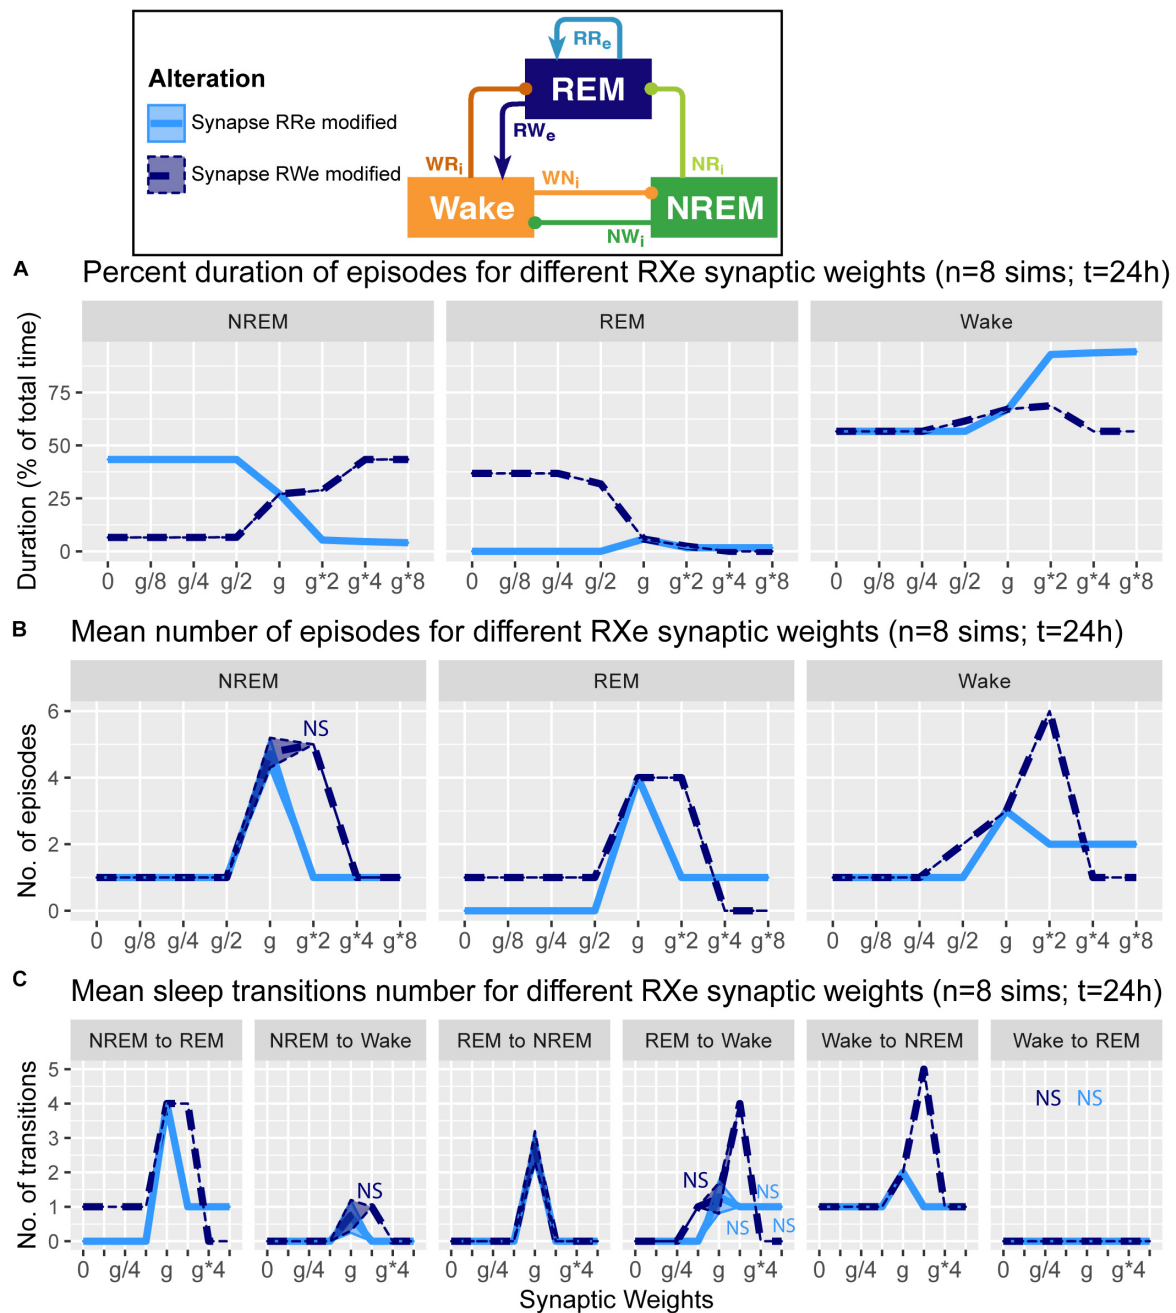 Alteration
Synapse RRe modified
Synapse RWe modified
RRe
REM
RWe
WRi
NRi
WNi
Wake
NREM
NWi
A
Percent duration of episodes for different RXe synaptic weights (n=8 sims; t=24h)
NREM REM Wake
Duration (% of total time)
75
50
25
0
0 g/8 g/4 g/2 g g*2 g*4 g*8 0 g/8 g/4 g/2 g g*2 g*4 g*8 0 g/8 g/4 g/2 g g*2 g*4 g*8
B
Mean number of episodes for different RXe synaptic weights (n=8 sims; t=24h)
NREM REM Wake
No. of episodes
6
NS
4
2
0
0 g/8 g/4 g/2 g g*2 g*4 g*8 0 g/8 g/4 g/2 g g*2 g*4 g*8 0 g/8 g/4 g/2 g g*2 g*4 g*8
C
Mean sleep transitions number for different RXe synaptic weights (n=8 sims; t=24h)
NREM to REM NREM to Wake REM to NREM REM to Wake Wake to NREM Wake to REM
No. of transitions
5
NS NS
4
3
2
NS NS NS
1
NS NS
0
0 g/4 g g*4 0 g/4 g g*4 0 g/4 g g*4 0 g/4 g g*4 0 g/4 g g*4 0 g/4 g g*4
Synaptic Weights